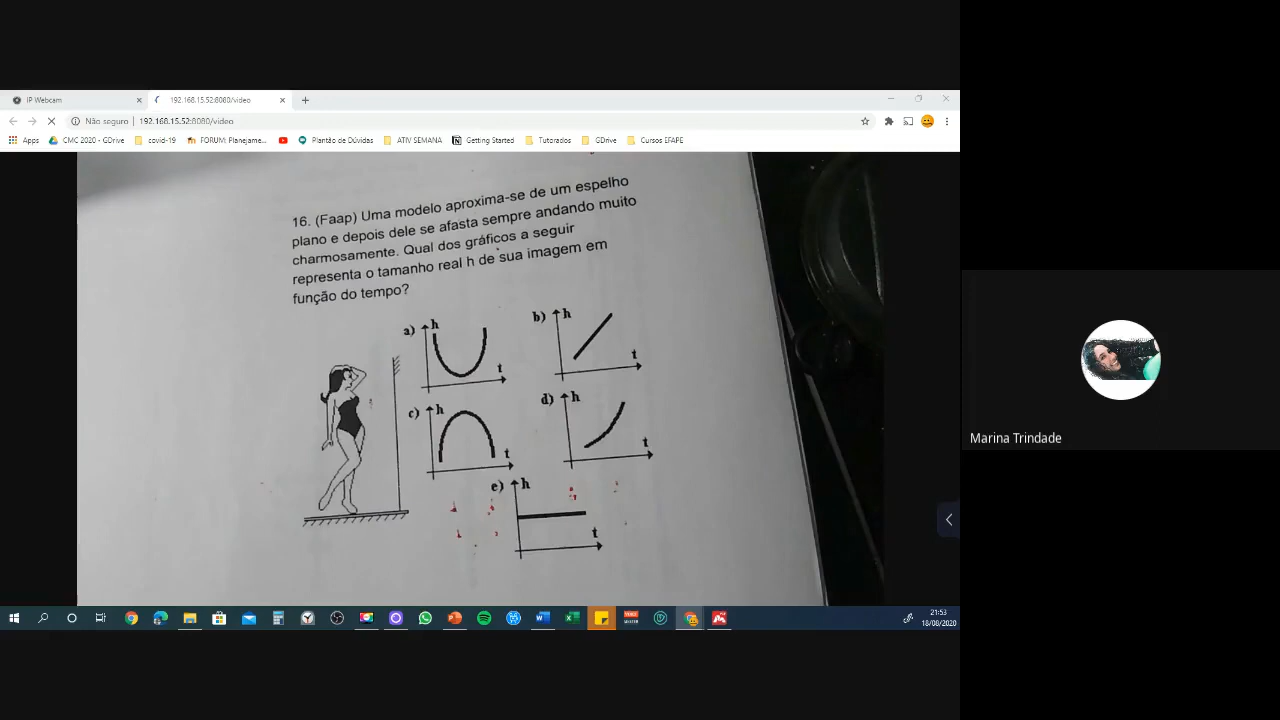 IP Webcam
192.168.15.52:8080/video
Não seguro
192.168.15.52:8080/video
Apps
CMC 2020 - GDrive
covid-19
FORUM: Planejame...
Plantão de Dúvidas
ATIV SEMANA
Getting Started
Tutorados
GDrive
Cursos EFAPE
16. (Faap) Uma modelo aproxima-se de um espelho
plano e depois dele se afasta sempre andando muito
charmosamente. Qual dos gráficos a seguir
representa o tamanho real h de sua imagem em
função do tempo?
a) h
t
b) h
t
c) h
t
d) h
t
e) h
t
Marina Trindade
21:53
18/08/2020